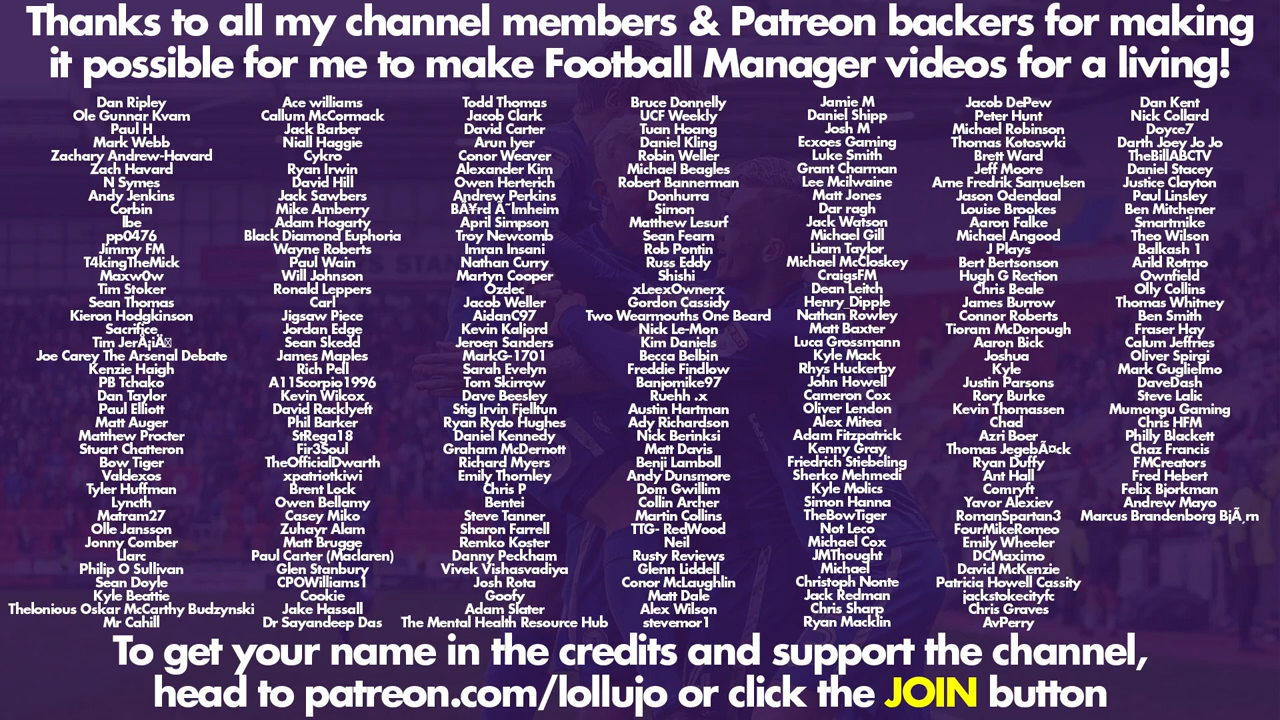 Thanks to all my channel members & Patreon backers for making
it possible for me to make Football Manager videos for a living!
Dan Ripley
Ole Gunnar Kvam
Paul H
Mark Webb
Zachary Andrew-Havard
Zach Havard
N Symes
Andy Jenkins
Corbin
Ibe
pp0476
Jimmy FM
T4kingTheMick
Maxw0w
Tim Stoker
Sean Thomas
Kieron Hodgkinson
Sacrifice
Tim
Joe Carey The Arsenal Debate
Kenzie Haigh
PB Tchako
Dan Taylor
Paul Elliott
Matt Auger
Matthew Procter
Stuart Chatteron
Bow Tiger
Valdexos
Tyler Huffman
Lyncth
Matram27
Olle Jansson
Jonny Comber
Llarc
Philip O Sullivan
Sean Doyle
Kyle Beattie
Thelonious Oskar McCarthy Budzynski
Mr Cahill
Ace williams
Callum McCormack
Jack Barber
Niall Haggie
Cykro
Ryan Irwin
David Hill
Jack Sawbers
Mike Amberry
Adam Hogarty
Black Diamond Euphoria
Wayne Roberts
Paul Wain
Will Johnson
Ronald Leppers
Carl
Jigsaw Piece
Jordan Edge
Sean Skedd
James Maples
Rich Pell
A11Scorpio1996
Kevin Wilcox
David Racklyeft
Phil Barker
StRega18
Fir3Soul
TheOfficialDwarth
xpatriotkiwi
Brent Lock
Owen Bellamy
Casey Miko
Zuhayr Alam
Matt Brugge
Paul Carter (Maclaren)
Glen Stanbury
CPOWilliams1
Cookie
Jake Hassall
Dr Sayandeep Das
Todd Thomas
Jacob Clark
David Carter
Arun Iyer
Conor Weaver
Alexander Kim
Owen Herterich
Andrew Perkins
BÃ¥rd Ã˜lmheim
April Simpson
Troy Newcomb
Imran Insani
Nathan Curry
Martyn Cooper
Ozdec
Jacob Weller
AidanC97
Kevin Kaljord
Jeroen Sanders
MarkG-1701
Sarah Evelyn
Tom Skirrow
Dave Beesley
Stig Irvin Fjelltun
Ryan Rydo Hughes
Daniel Kennedy
Graham McDernott
Richard Myers
Emily Thornley
Chris P
Bentei
Steve Tanner
Sharon Farrell
Remko Koster
Danny Peckham
Vivek Vishasvadiya
Josh Rota
Goofy
Adam Slater
The Mental Health Resource Hub
Bruce Donnelly
UCF Weekly
Tuan Hoang
Daniel Kling
Robin Weller
Michael Beagles
Robert Bannerman
Donhurra
Simon
Matthew Lesurf
Sean Fearn
Rob Pontin
Russ Eddy
Shishi
xLeexOwnerx
Gordon Cassidy
Two Wearmouths One Beard
Nick Le-Mon
Kim Daniels
Becca Belbin
Freddie Findlow
Banjomike97
Ruehh .x
Austin Hartman
Ady Richardson
Nick Berinksi
Matt Davis
Benji Lamboll
Andy Dunsmore
Dom Gwillim
Collin Archer
Martin Collins
TTG- RedWood
Neil
Rusty Reviews
Glenn Liddell
Conor McLaughlin
Matt Dale
Alex Wilson
stevemor1
Jamie M
Daniel Shipp
Josh M
Ecxoes Gaming
Luke Smith
Grant Charman
Lee Mcilwaine
Matt Jones
Dar ragh
Jack Watson
Michael Gill
Liam Taylor
Michael McCloskey
CraigsFM
Dean Leitch
Henry Dipple
Nathan Rowley
Matt Baxter
Luca Grossmann
Kyle Mack
Rhys Huckerby
John Howell
Cameron Cox
Oliver Lendon
Alex Mitea
Adam Fitzpatrick
Kenny Gray
Friedrich Stiebeling
Sherko Mehmedi
Kyle Molics
Simon Hanna
TheBowTiger
Not Leco
Michael Cox
JMThought
Michael
Christoph Nonte
Jack Redman
Chris Sharp
Ryan Macklin
Jacob DePew
Peter Hunt
Michael Robinson
Thomas Kotoswki
Brett Ward
Jeff Moore
Arne Fredrik Samuelsen
Jason Odendaal
Louise Brookes
Aaron Falke
Michael Angood
J Plays
Bert Bertsonson
Hugh G Rection
Chris Beale
James Burrow
Connor Roberts
Tioram McDonough
Aaron Bick
Joshua
Kyle
Justin Parsons
Rory Burke
Kevin Thomassen
Chad
Azri Boer
Thomas JegebÃ¤ck
Ryan Duffy
Ant Hall
Comryft
Yavor Alexiev
RomanSpartan3
FourMikeRomeo
Emily Wheeler
DCMaximo
David McKenzie
Patricia Howell Cassity
jackstokecityfc
Chris Graves
AvPerry
Dan Kent
Nick Collard
Doyce7
Darth Joey Jo Jo
TheBillABCTV
Daniel Stacey
Justice Clayton
Paul Linsley
Ben Mitchener
Smartmike
Theo Wilson
Balkash 1
Arild Rotmo
Ownfield
Olly Collins
Thomas Whitney
Ben Smith
Fraser Hay
Calum Jeffries
Oliver Spirgi
Mark Guglielmo
DaveDash
Steve Lalic
Mumongu Gaming
Chris HFM
Philly Blackett
Chaz Francis
FMCreators
Fred Hebert
Felix Bjorkman
Andrew Mayo
Marcus Brandenborg BjÃ¸rn
To get your name in the credits and support the channel,
head to patreon.com/lollujo or click the JOIN button